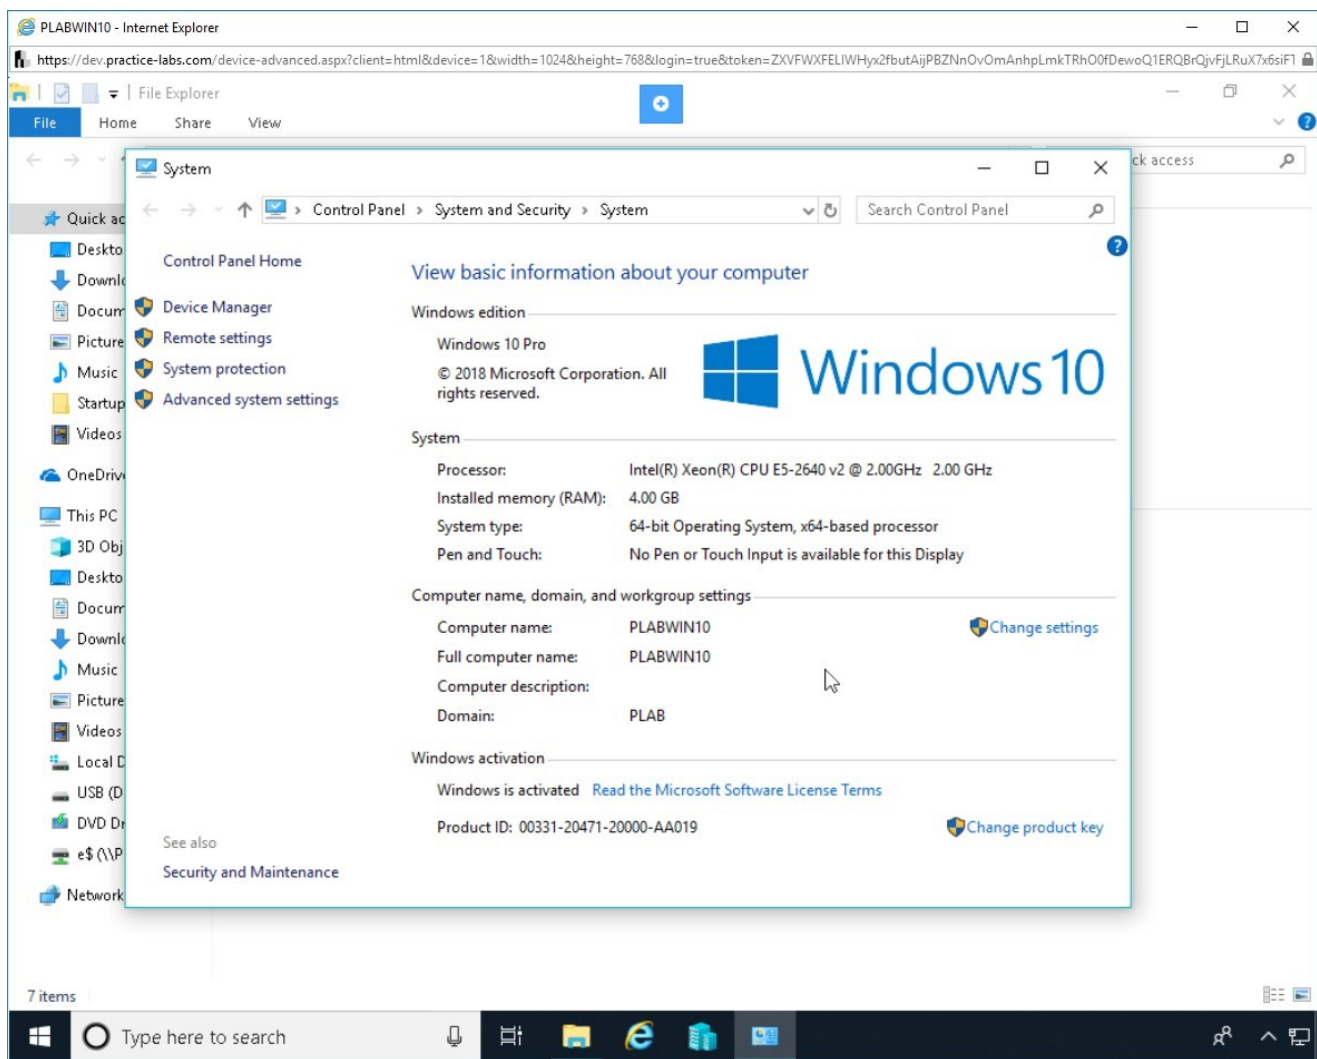 PLABWIN10 - Internet Explorer
https://dev.practice-labs.com/device-advanced.aspx?client=html&device=1&width=1024&height=768&login=true&token=ZXVFWXFELIWHyx2fbutAijPBZNnOvOmAnhpLmkTRhO0fDewoQ1ERQBrQjvFjLRuX7x6siF1
File Explorer
File Home Share View
ck access
System
Control Panel > System and Security > System
Search Control Panel
Quick ac
Deskto
Downlo
Docum
Picture
Music
Startup
Videos
OneDriv
This PC
3D Obj
Deskto
Docum
Downlo
Music
Picture
Videos
Local D
USB (D
DVD Dr
e$ (\\P
Network
Control Panel Home
Device Manager
Remote settings
System protection
Advanced system settings
See also
Security and Maintenance
View basic information about your computer
Windows edition
Windows 10 Pro
© 2018 Microsoft Corporation. All
rights reserved.
Windows 10
System
Processor: Intel(R) Xeon(R) CPU E5-2640 v2 @ 2.00GHz 2.00 GHz
Installed memory (RAM): 4.00 GB
System type: 64-bit Operating System, x64-based processor
Pen and Touch: No Pen or Touch Input is available for this Display
Computer name, domain, and workgroup settings
Computer name: PLABWIN10 Change settings
Full computer name: PLABWIN10
Computer description:
Domain: PLAB
Windows activation
Windows is activated Read the Microsoft Software License Terms
Product ID: 00331-20471-20000-AA019 Change product key
7 items
Type here to search